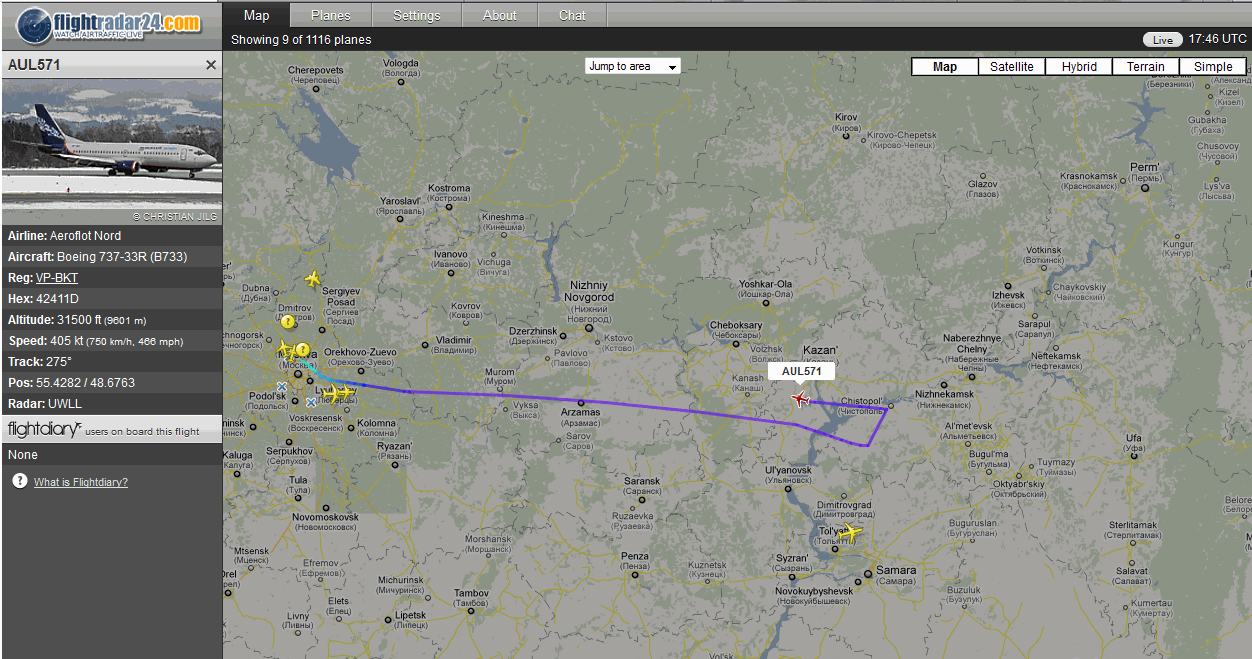 flightradar24.com
WATCH AIR TRAFFIC LIVE
Map
Planes
Settings
About
Chat
Showing 9 of 1116 planes
Live
17:46 UTC
AUL571
×
© CHRISTIAN JILG
Airline: Aeroflot Nord
Aircraft: Boeing 737-33R (B733)
Reg: VP-BKT
Hex: 42411D
Altitude: 31500 ft (9601 m)
Speed: 405 kt (750 km/h, 466 mph)
Track: 275°
Pos: 55.4282 / 48.6763
Radar: UWLL
flightdiary users on board this flight
None
? What is Flightdiary?
Jump to area
Map
Satellite
Hybrid
Terrain
Simple
Cherepovets
(Череповец)
Vologda
(Вологда)
Kirov
(Киров)
Kirovo-Chepetsk
(Кирово-Чепецк)
(Березники)
Kizel
(Кизел)
Gubakha
(Губаха)
Chusovoy
(Чусовой)
Perm'
(Пермь)
Krasnokamsk
(Краснокамск)
Lys'va
(Лысьва)
Glazov
(Глазов)
Kostroma
(Кострома)
Yaroslavl'
(Ярославль)
Kineshma
(Кинешма)
Ivanovo
(Иваново)
Vichuga
(Вичуга)
Kungur
(Кунгур)
Votkinsk
(Воткинск)
Chaykovskiy
(Чайковский)
Izhevsk
(Ижевск)
Sarapul
(Сарапул)
Neftekamsk
(Нефтекамск)
Dubna
(Дубна)
Dmitrov
Sergiyev
Posad
(Сергиев
Посад)
Nizhniy
Novgorod
(Нижний
Новгород)
Yoshkar-Ola
(Йошкар-Ола)
Kovrov
(Ковров)
Dzerzhinsk
(Дзержинск)
Kstovo
(Кстово)
Cheboksary
(Чебоксары)
Kazan'
Naberezhnye
Chelny
(Набережные
Челны)
Orekhovo-Zuevo
(Орехово-Зуево)
Vladimir
(Владимир)
Pavlovo
(Павлово)
Murom
(Муром)
Kanash
(Канаш)
AUL571
Chistopol'
(Чистополь)
Nizhnekamsk
(Нижнекамск)
Podol'sk
(Подольск)
Voskresensk
(Воскресенск)
Kolomna
(Коломна)
Vyksa
(Выкса)
Arzamas
(Арзамас)
Sarov
(Саров)
Al'met'evsk
(Альметьевск)
Bugul'ma
(Бугульма)
Tuymazy
(Туймазы)
Ufa
(Уфа)
Oktyabr'skiy
(Октябрьский)
Kaluga
(Калуга)
Serpukhov
(Серпухов)
Ryazan'
(Рязань)
Tula
(Тула)
Novomoskovsk
(Новомосковск)
Saransk
(Саранск)
Ruzaevka
(Рузаевка)
Ul'yanovsk
(Ульяновск)
Dimitrovgrad
(Димитровград)
Buguruslan
(Бугуруслан)
Sterlitamak
(Стерлитамак)
Salavat
(Салават)
Kumertau
(Кумертау)
Mtsensk
(Мценск)
Efremov
(Ефремов)
Morshansk
(Моршанск)
Penza
(Пенза)
Kuznetsk
(Кузнецк)
Syzran'
(Сызрань)
Samara
(Самара)
Novokuybyshevsk
(Новокуйбышевск)
Buzuluk
(Бузулук)
Michurinsk
(Мичуринск)
Tambov
(Тамбов)
Elets
(Елец)
Livny
(Ливны)
Lipetsk
(Липецк)
Vol'sk